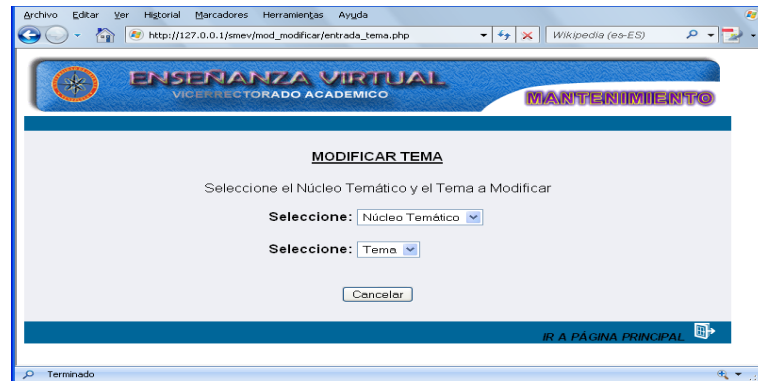 Archivo Editar Ver Historial Marcadores Herramientas Ayuda
http://127.0.0.1/smev/mod_modificar/entrada_tema.php Wikipedia (es-ES)
ENSEÑANZA VIRTUAL
VICERRECTORADO ACADEMICO
MANTENIMIENTO
MODIFICAR TEMA
Seleccione el Núcleo Temático y el Tema a Modificar
Seleccione: Núcleo Temático
Seleccione: Tema
Cancelar
IR A PÁGINA PRINCIPAL
Terminado